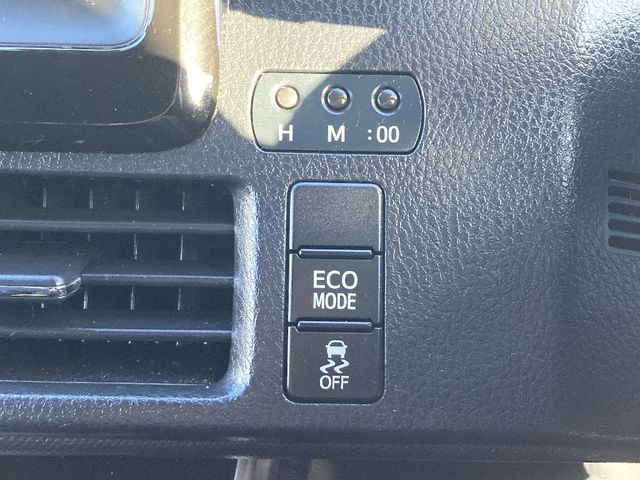 H M :00
ECO
MODE
OFF